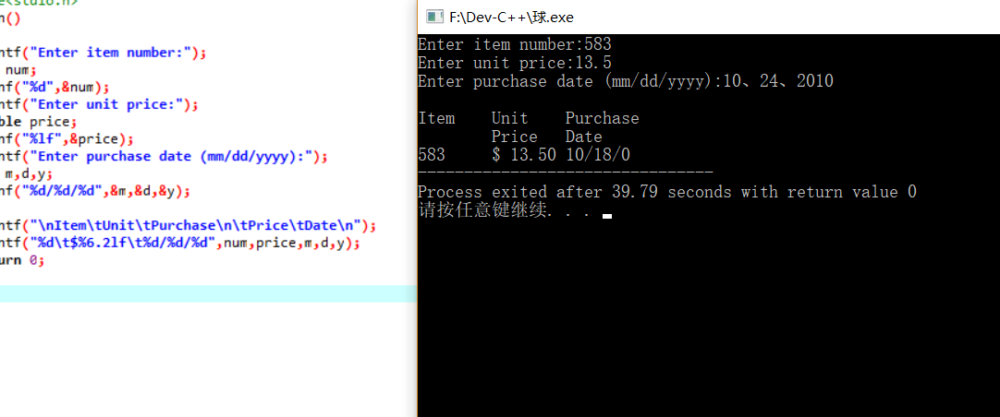 e<stdio.h>
n()
ntf("Enter item number:");
num;
nf("%d",&num);
ntf("Enter unit price:");
ble price;
nf("%lf",&price);
ntf("Enter purchase date (mm/dd/yyyy):");
m,d,y;
nf("%d/%d/%d",&m,&d,&y);
ntf("\nItem\tUnit\tPurchase\n\tPrice\tDate\n");
ntf("%d\t$%6.2lf\t%d/%d/%d",num,price,m,d,y);
urn 0;
F:\Dev-C++\球.exe
Enter item number:583
Enter unit price:13.5
Enter purchase date (mm/dd/yyyy):10、24、2010
Item Unit Purchase
Price Date
583 $ 13.50 10/18/0
--------------------------------
Process exited after 39.79 seconds with return value 0
请按任意键继续. . .